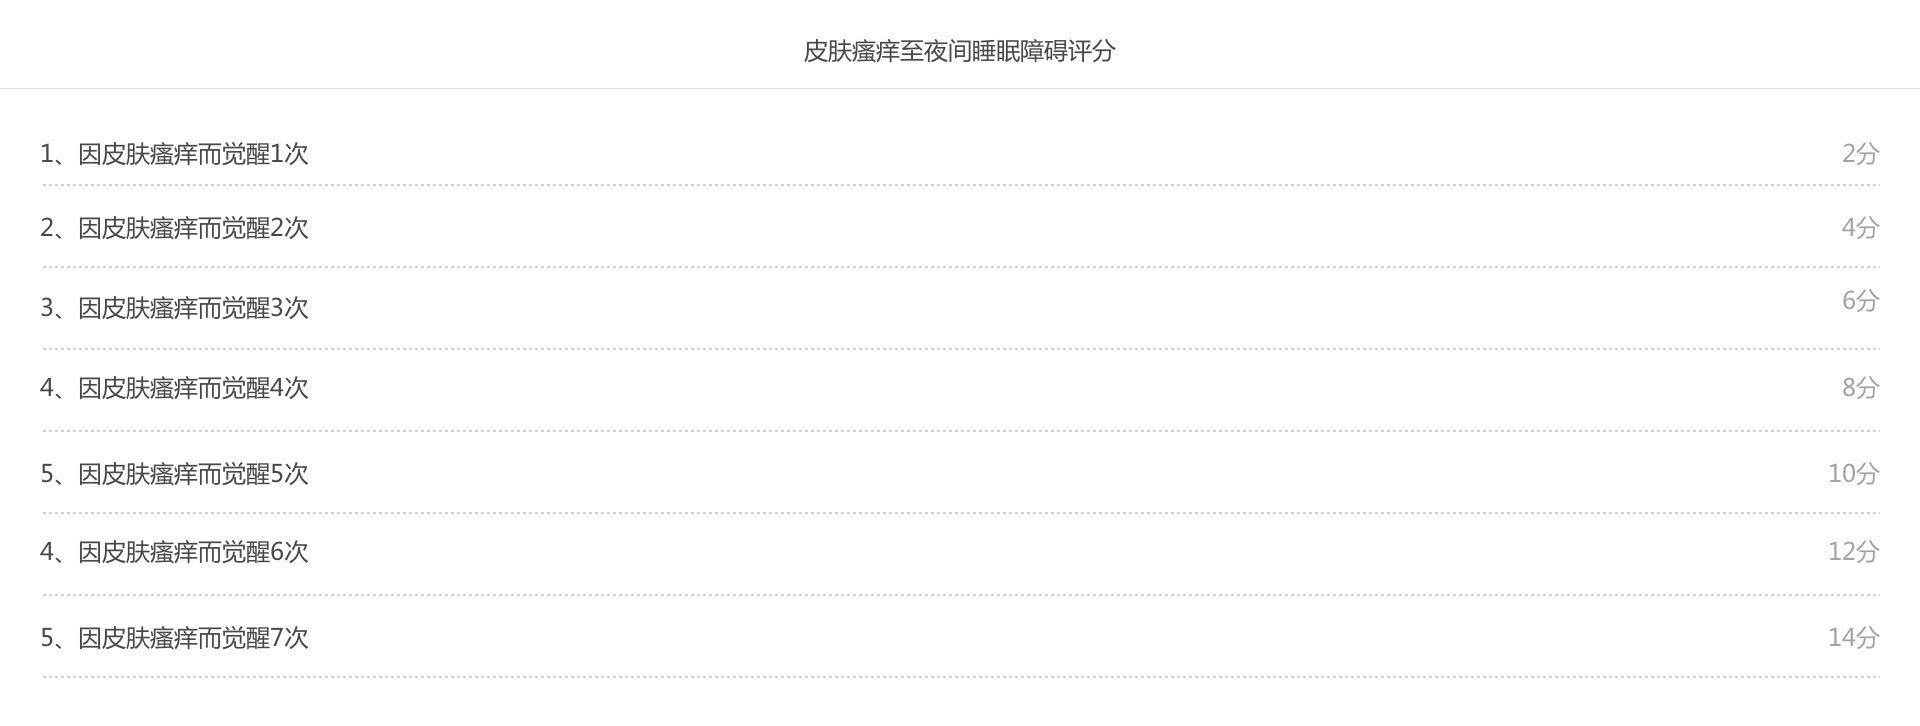 皮肤瘙痒至夜间睡眠障碍评分
1、因皮肤瘙痒而觉醒1次 2分
2、因皮肤瘙痒而觉醒2次 4分
3、因皮肤瘙痒而觉醒3次 6分
4、因皮肤瘙痒而觉醒4次 8分
5、因皮肤瘙痒而觉醒5次 10分
4、因皮肤瘙痒而觉醒6次 12分
5、因皮肤瘙痒而觉醒7次 14分